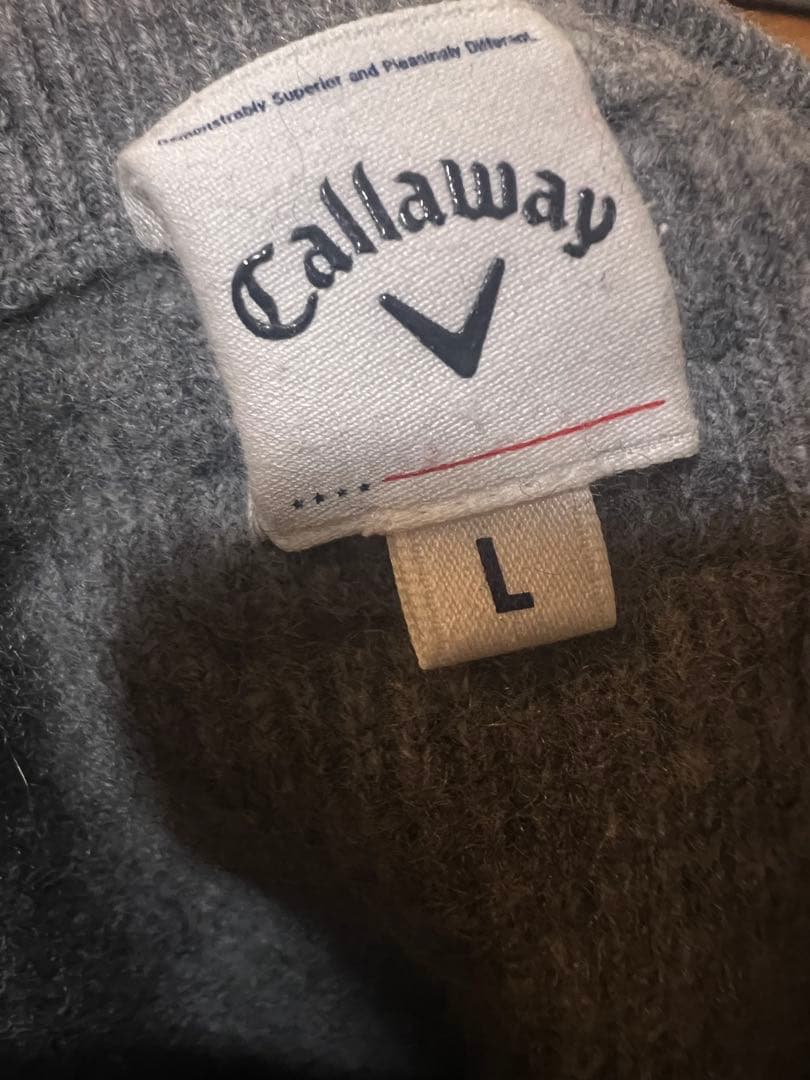 Demonstrably Superior and Pleasingly Different.
Callaway
L